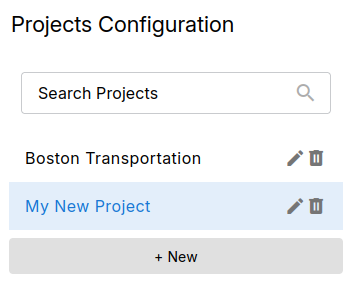 Projects Configuration
Search Projects
Boston Transportation
My New Project
+ New